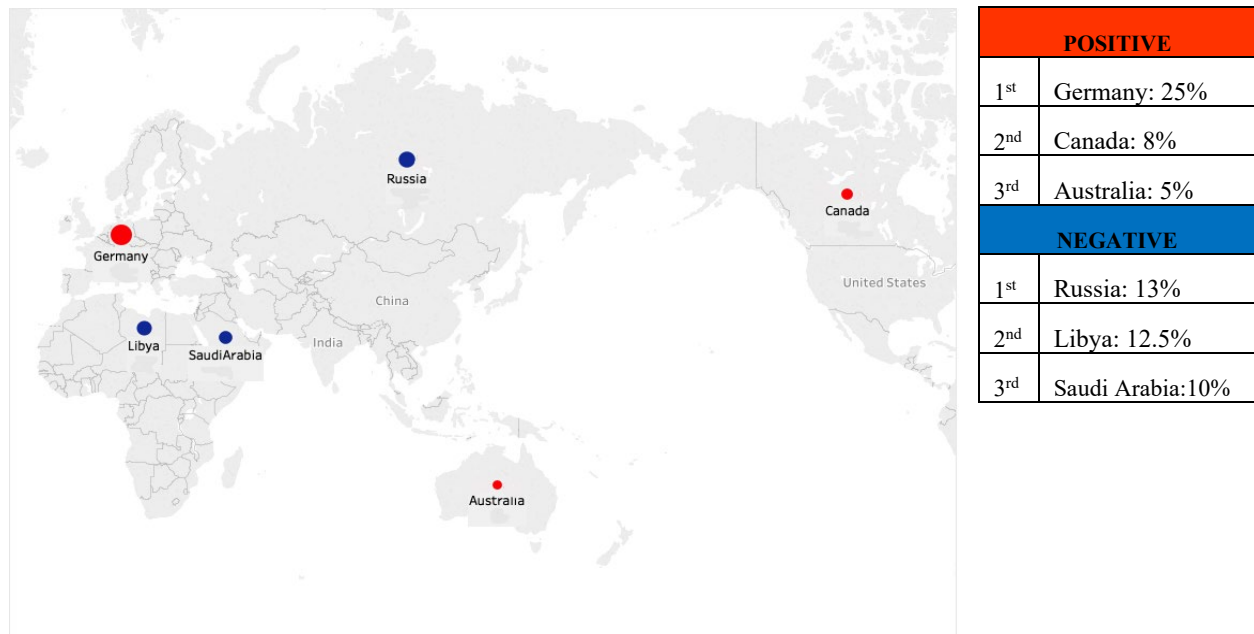 Russia
Canada
Germany
United States
China
Libya
India
SaudiArabia
Australia
POSITIVE
1st Germany: 25%
2nd Canada: 8%
3rd Australia: 5%
NEGATIVE
1st Russia: 13%
2nd Libya: 12.5%
3rd Saudi Arabia:10%